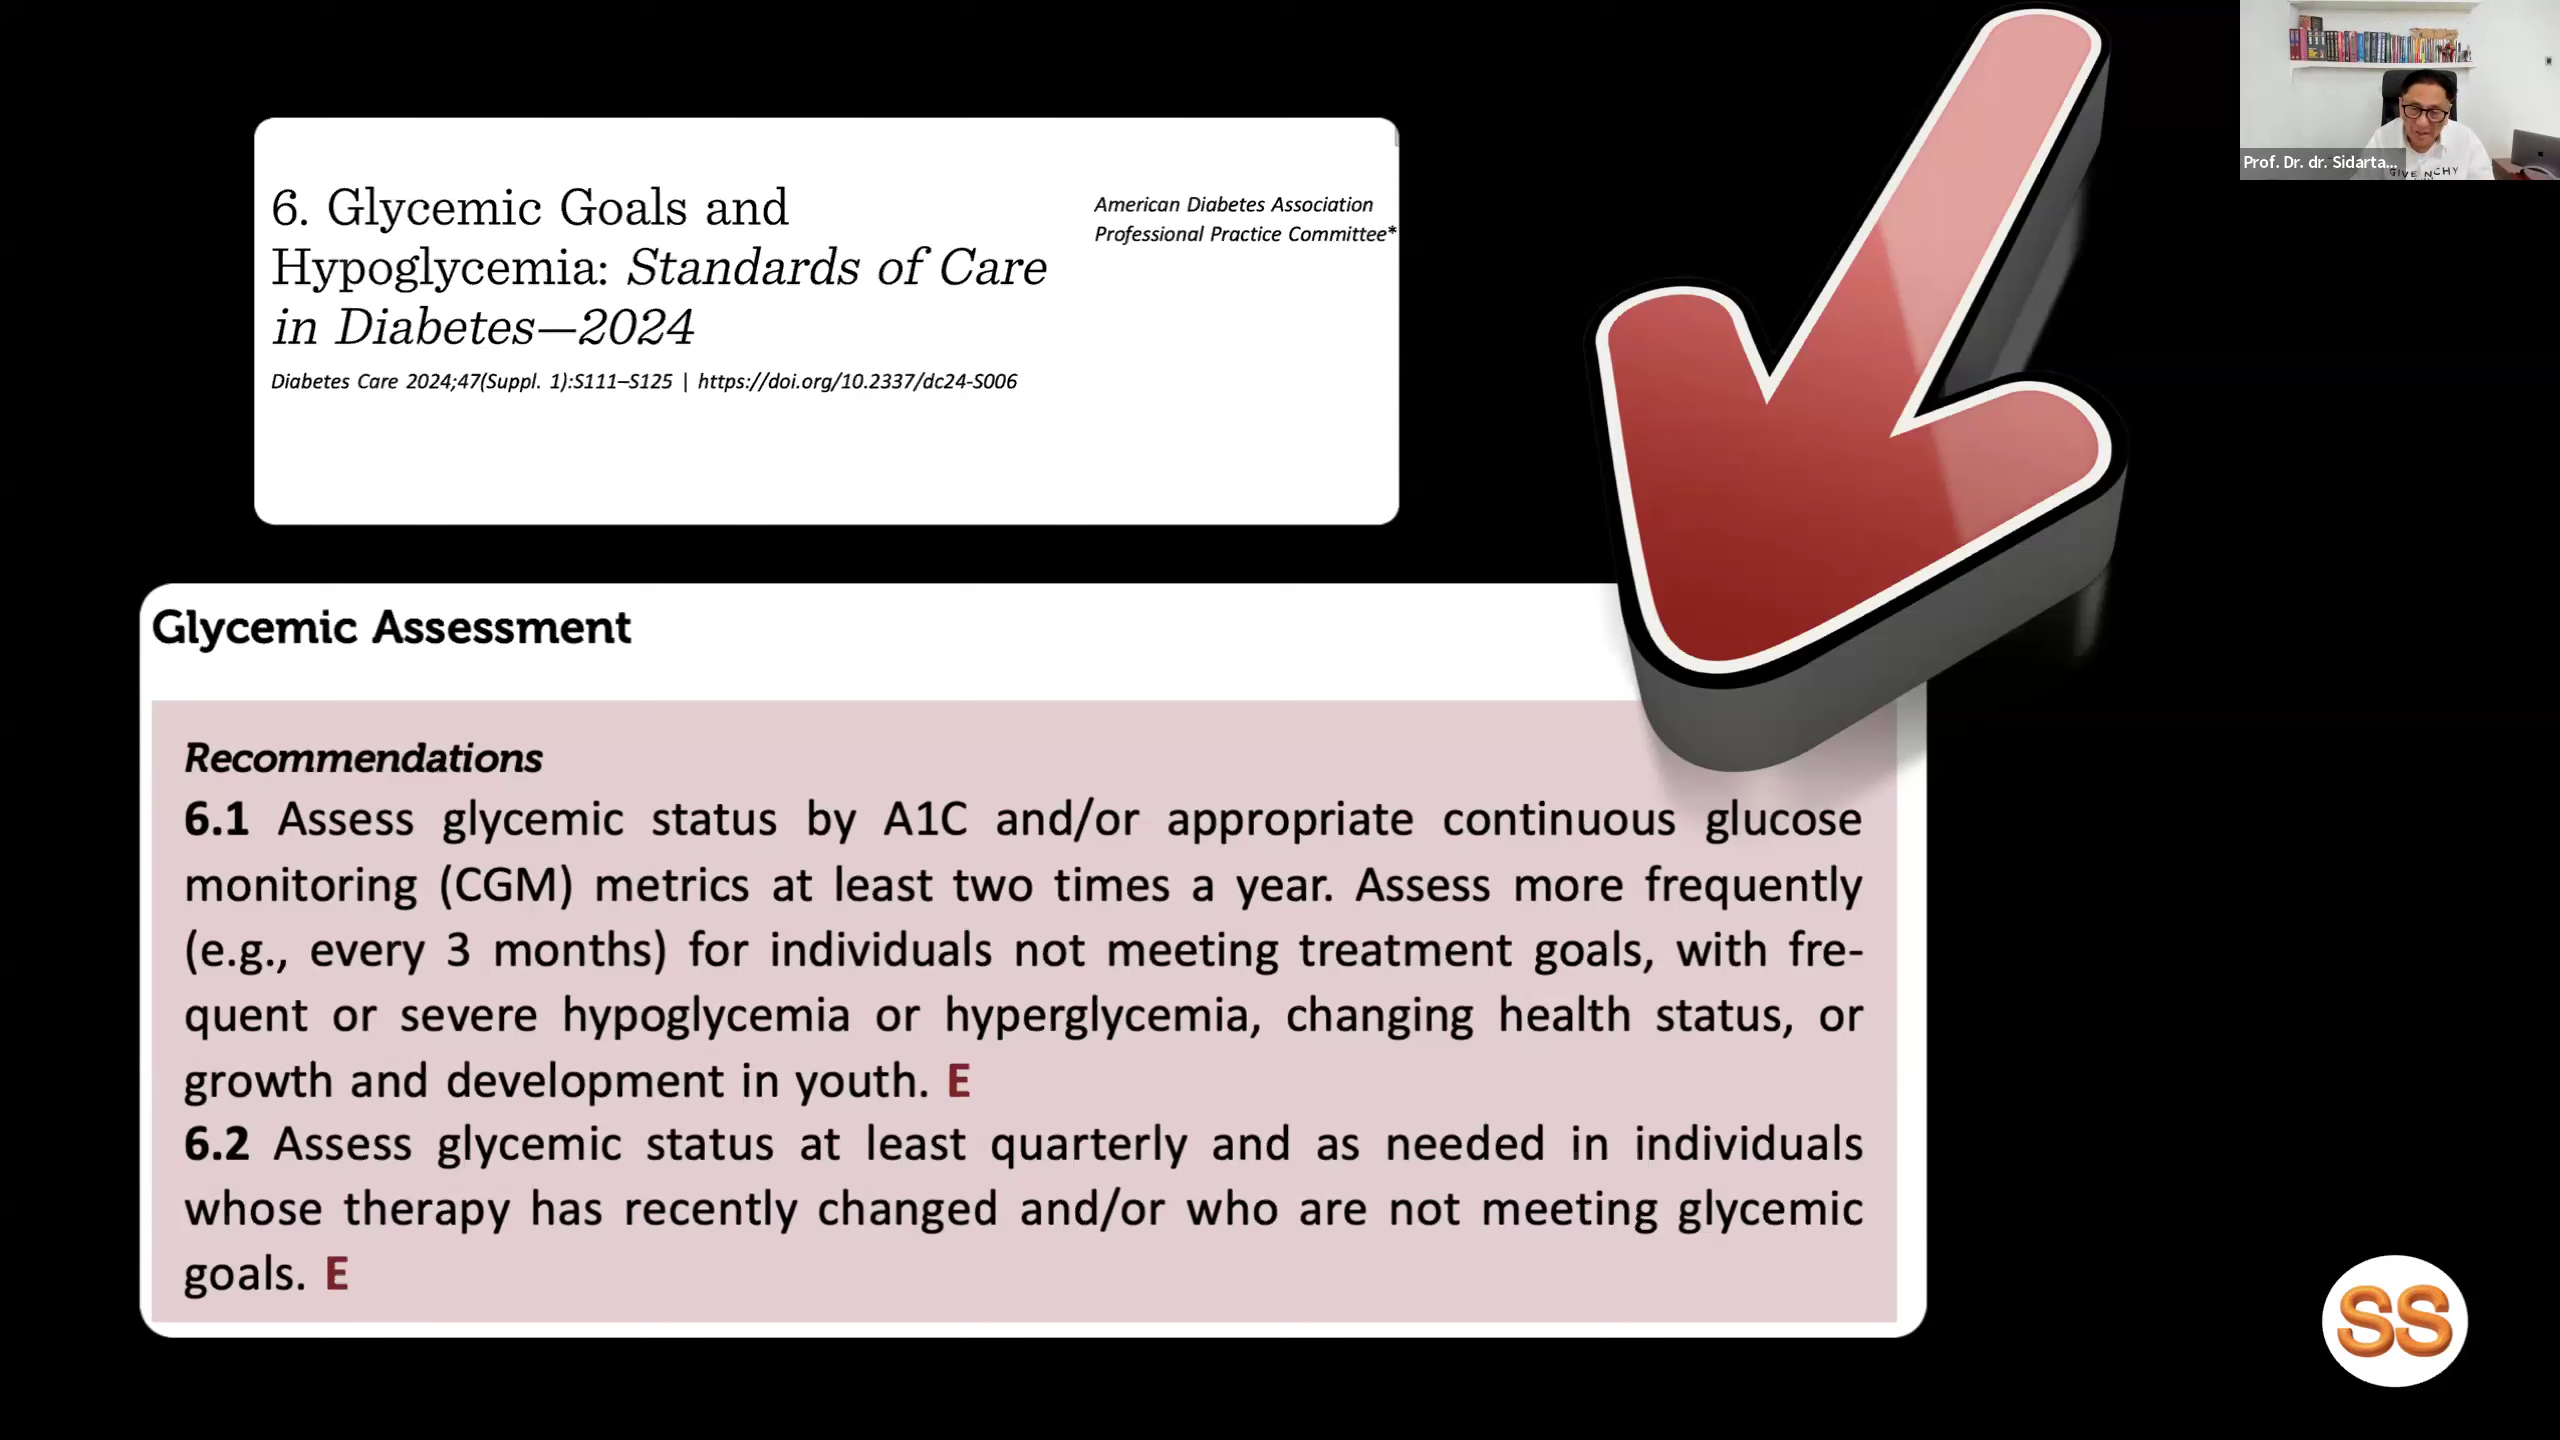 6. Glycemic Goals and
Hypoglycemia: Standards of Care
in Diabetes—2024
Diabetes Care 2024;47(Suppl. 1):S111–S125 | https://doi.org/10.2337/dc24-S006
American Diabetes Association
Professional Practice Committee*
Prof. Dr. dr. Sidarta...
GIVENCHY
Glycemic Assessment
Recommendations
6.1 Assess glycemic status by A1C and/or appropriate continuous glucose
monitoring (CGM) metrics at least two times a year. Assess more frequently
(e.g., every 3 months) for individuals not meeting treatment goals, with fre-
quent or severe hypoglycemia or hyperglycemia, changing health status, or
growth and development in youth. E
6.2 Assess glycemic status at least quarterly and as needed in individuals
whose therapy has recently changed and/or who are not meeting glycemic
goals. E
SS